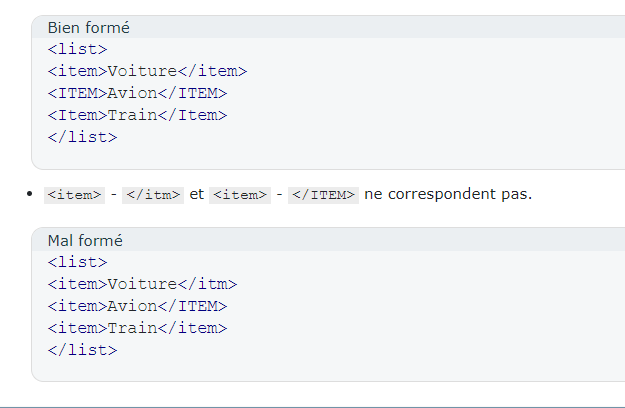 Bien formé
<list>
<item>Voiture</item>
<ITEM>Avion</ITEM>
<Item>Train</Item>
</list>
• <item> - </itm> et <item> - </ITEM> ne correspondent pas.
Mal formé
<list>
<item>Voiture</itm>
<item>Avion</ITEM>
<item>Train</item>
</list>